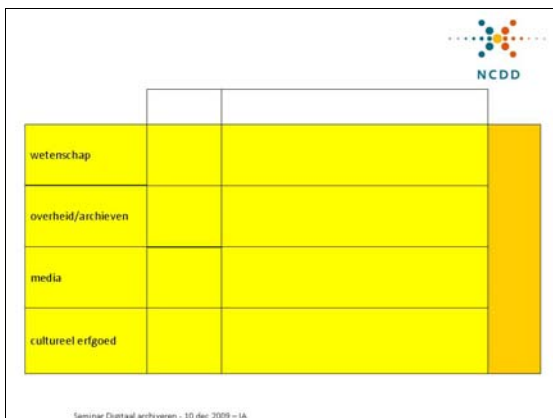 NCDD
wetenschap
overheid/archieven
media
cultureel erfgoed
Seminar Digitaal archiveren - 10 dec 2009 – IA